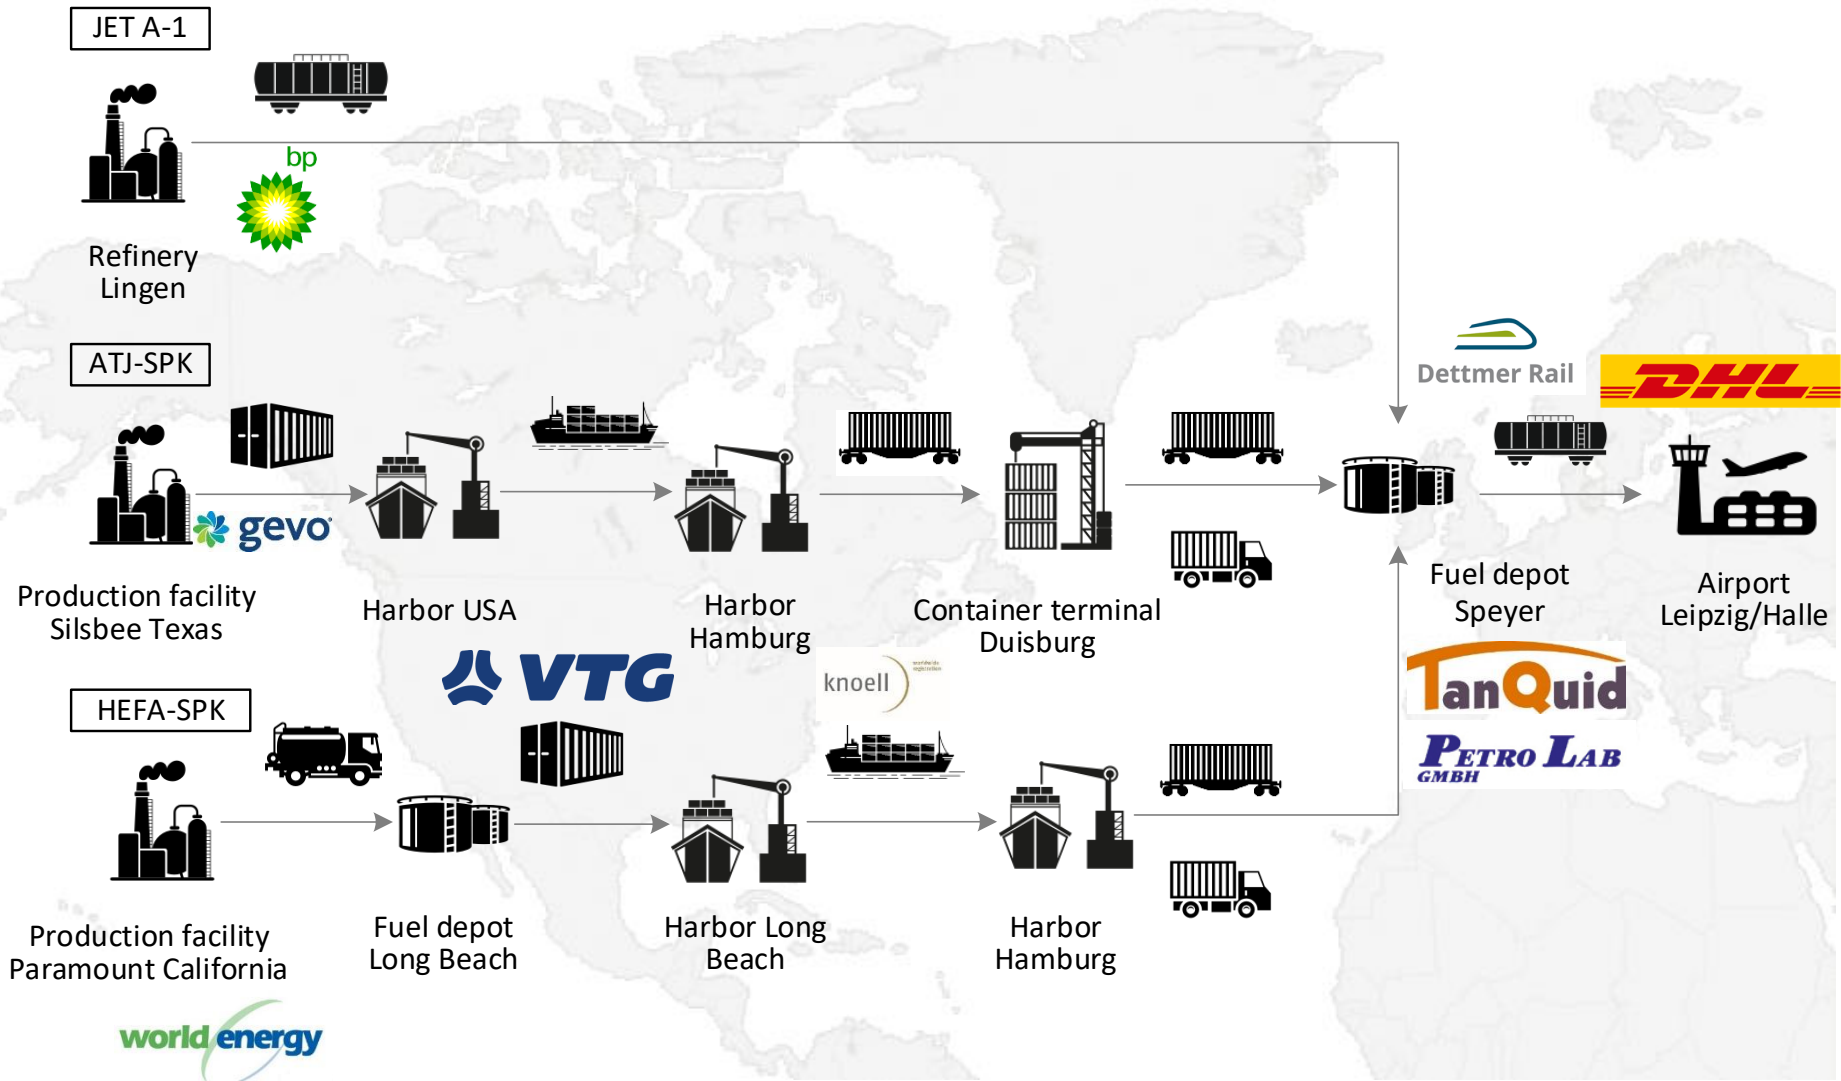 JET A-1
bp
Refinery
Lingen
ATJ-SPK
gevo
Production facility
Silsbee Texas
Harbor USA
Harbor
Hamburg
Container terminal
Duisburg
Dettmer Rail
DHL
Fuel depot
Speyer
Airport
Leipzig/Halle
TanQuid
PETRO LAB
GMBH
HEFA-SPK
VTG
knoell
worldwide
registration
Production facility
Paramount California
Fuel depot
Long Beach
Harbor Long
Beach
Harbor
Hamburg
world energy